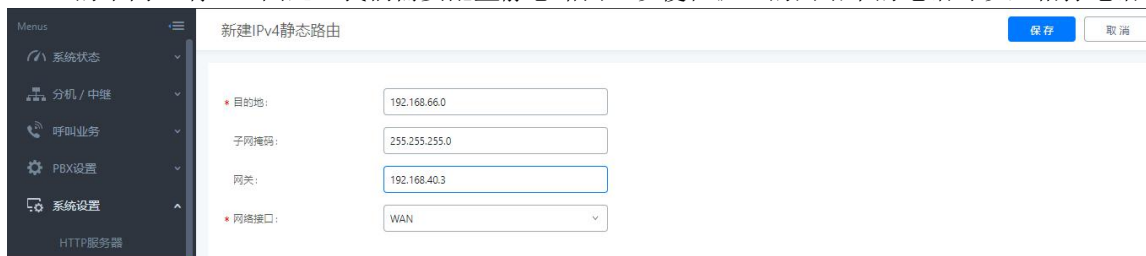 Menus
新建IPv4静态路由
保存
取消
系统状态
分机 / 中继
呼叫业务
PBX设置
系统设置
HTTP服务器
* 目的地:
192.168.66.0
子网掩码:
255.255.255.0
网关:
192.168.40.3
* 网络接口:
WAN